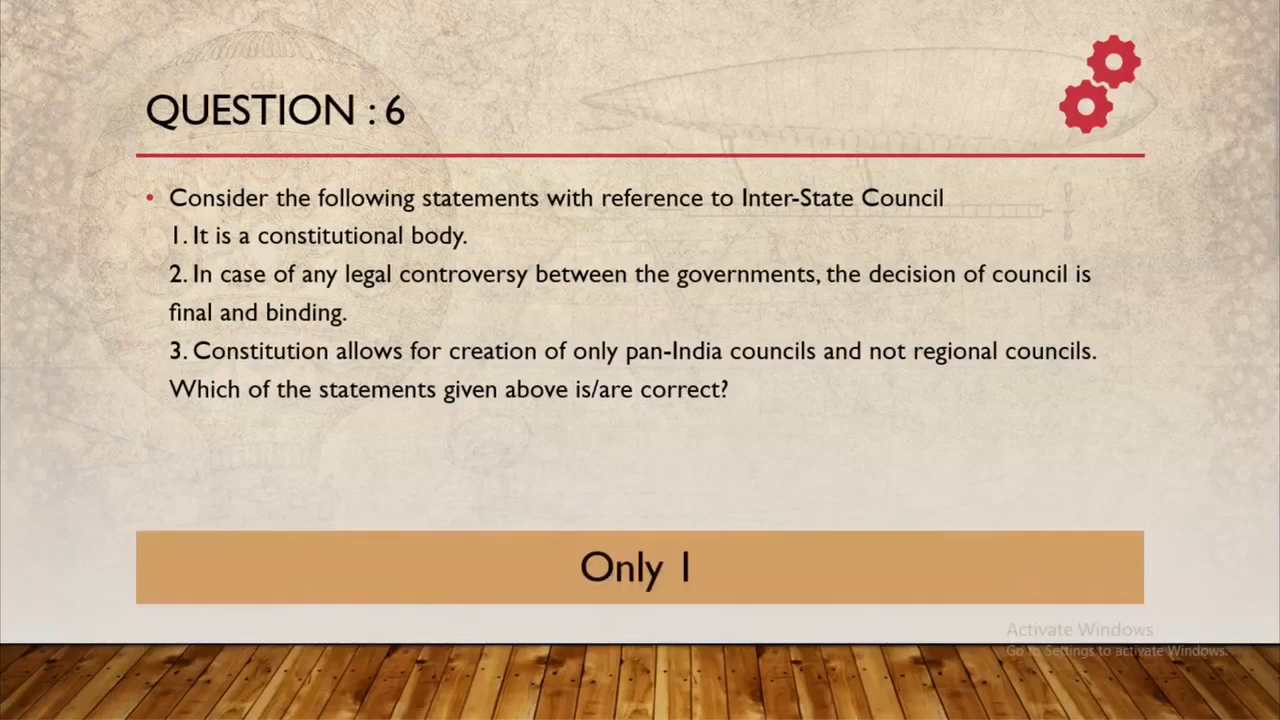 QUESTION : 6
• Consider the following statements with reference to Inter-State Council
1. It is a constitutional body.
2. In case of any legal controversy between the governments, the decision of council is
final and binding.
3. Constitution allows for creation of only pan-India councils and not regional councils.
Which of the statements given above is/are correct?
Only 1
Activate Windows
Go to Settings to activate Windows.